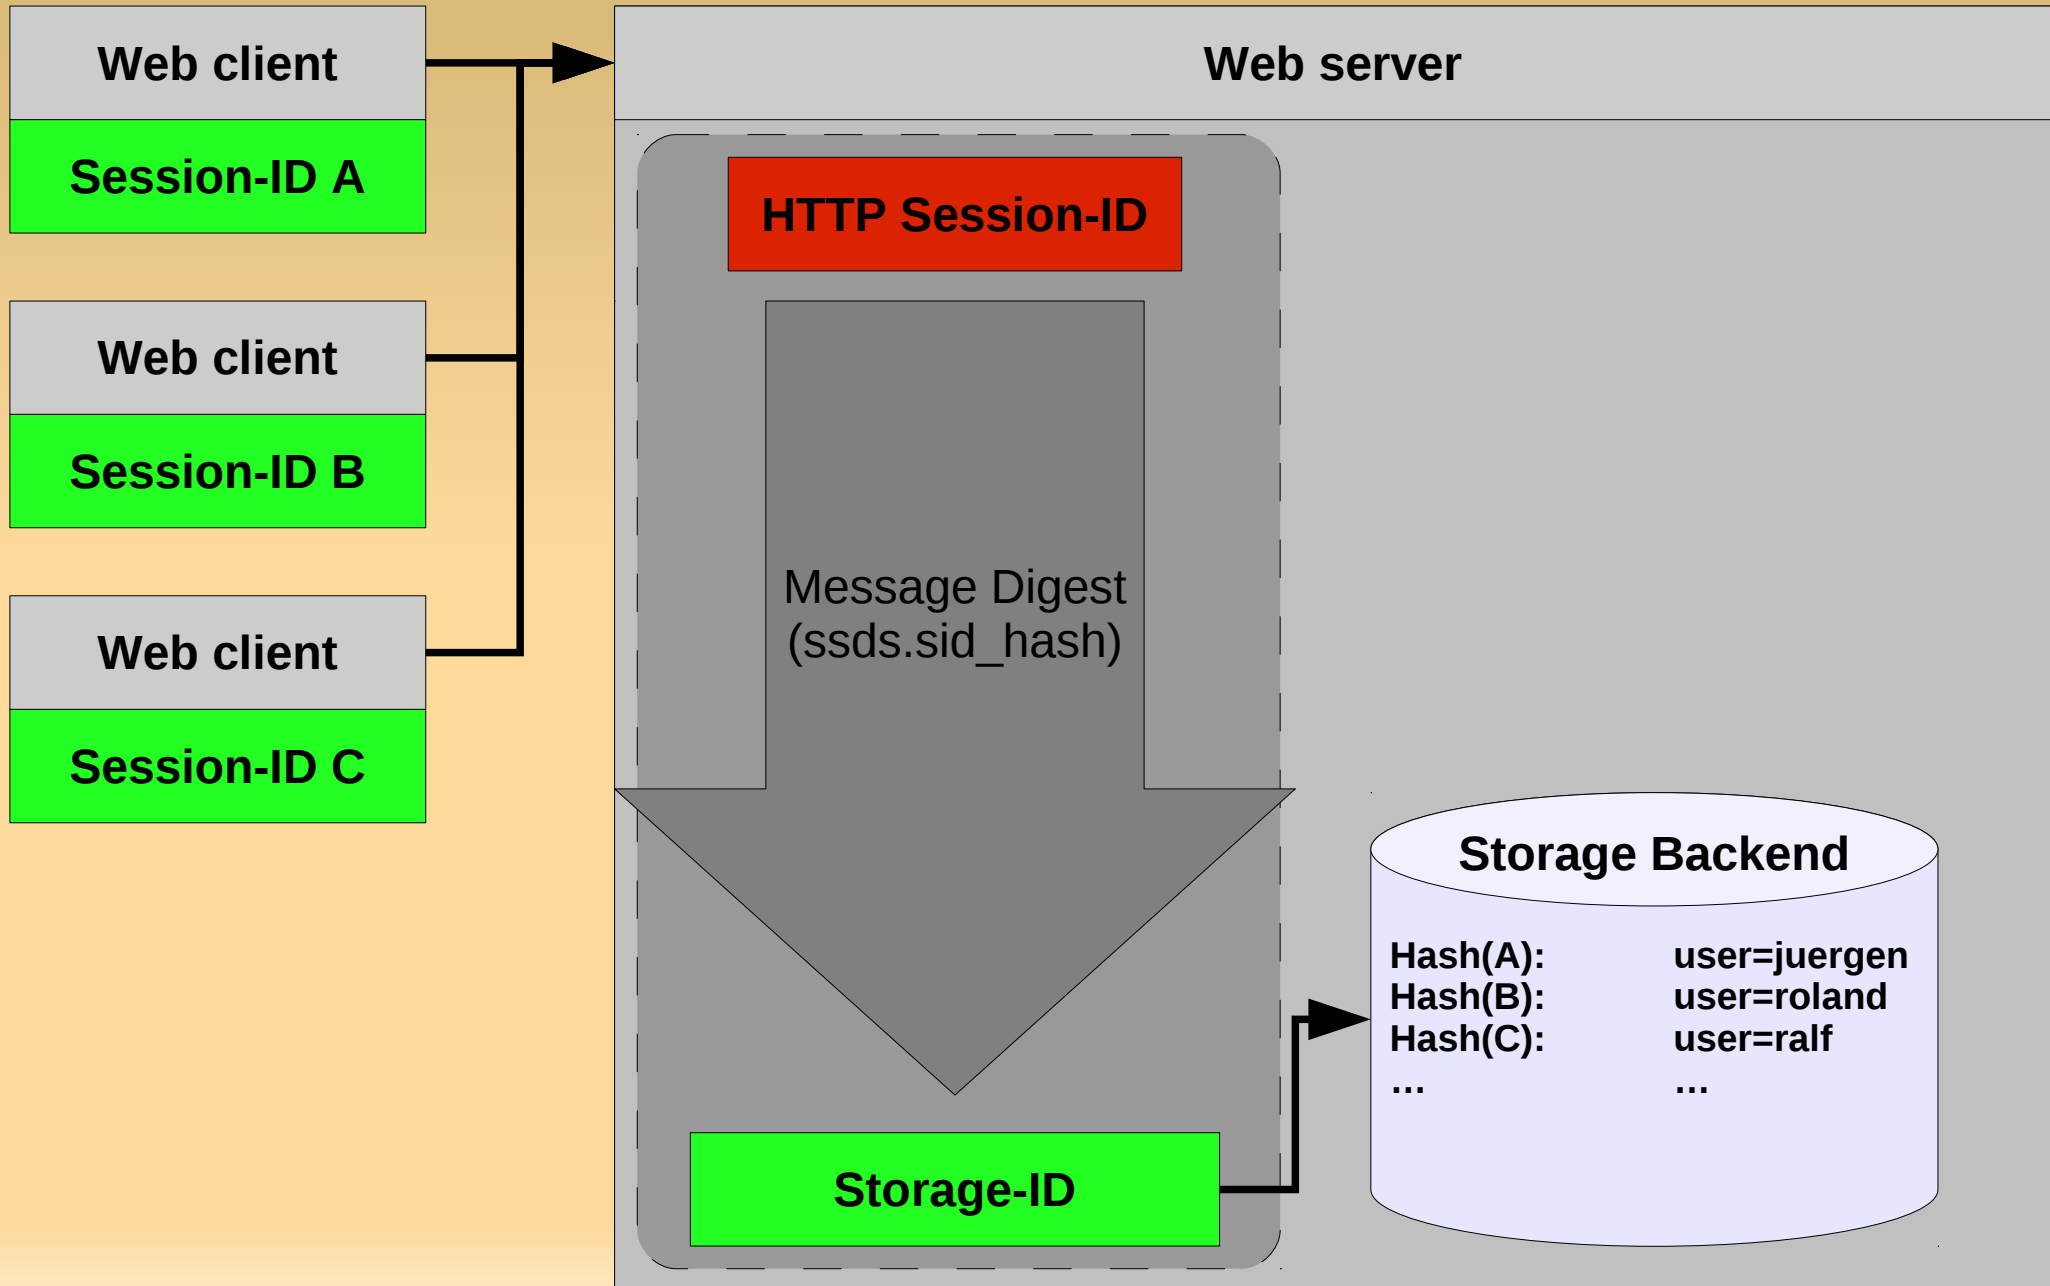 Web client
Session-ID A
Web client
Session-ID B
Web client
Session-ID C
Web server
HTTP Session-ID
Message Digest
(ssds.sid_hash)
Storage-ID
Storage Backend
Hash(A): user=juergen
Hash(B): user=roland
Hash(C): user=ralf
... ...